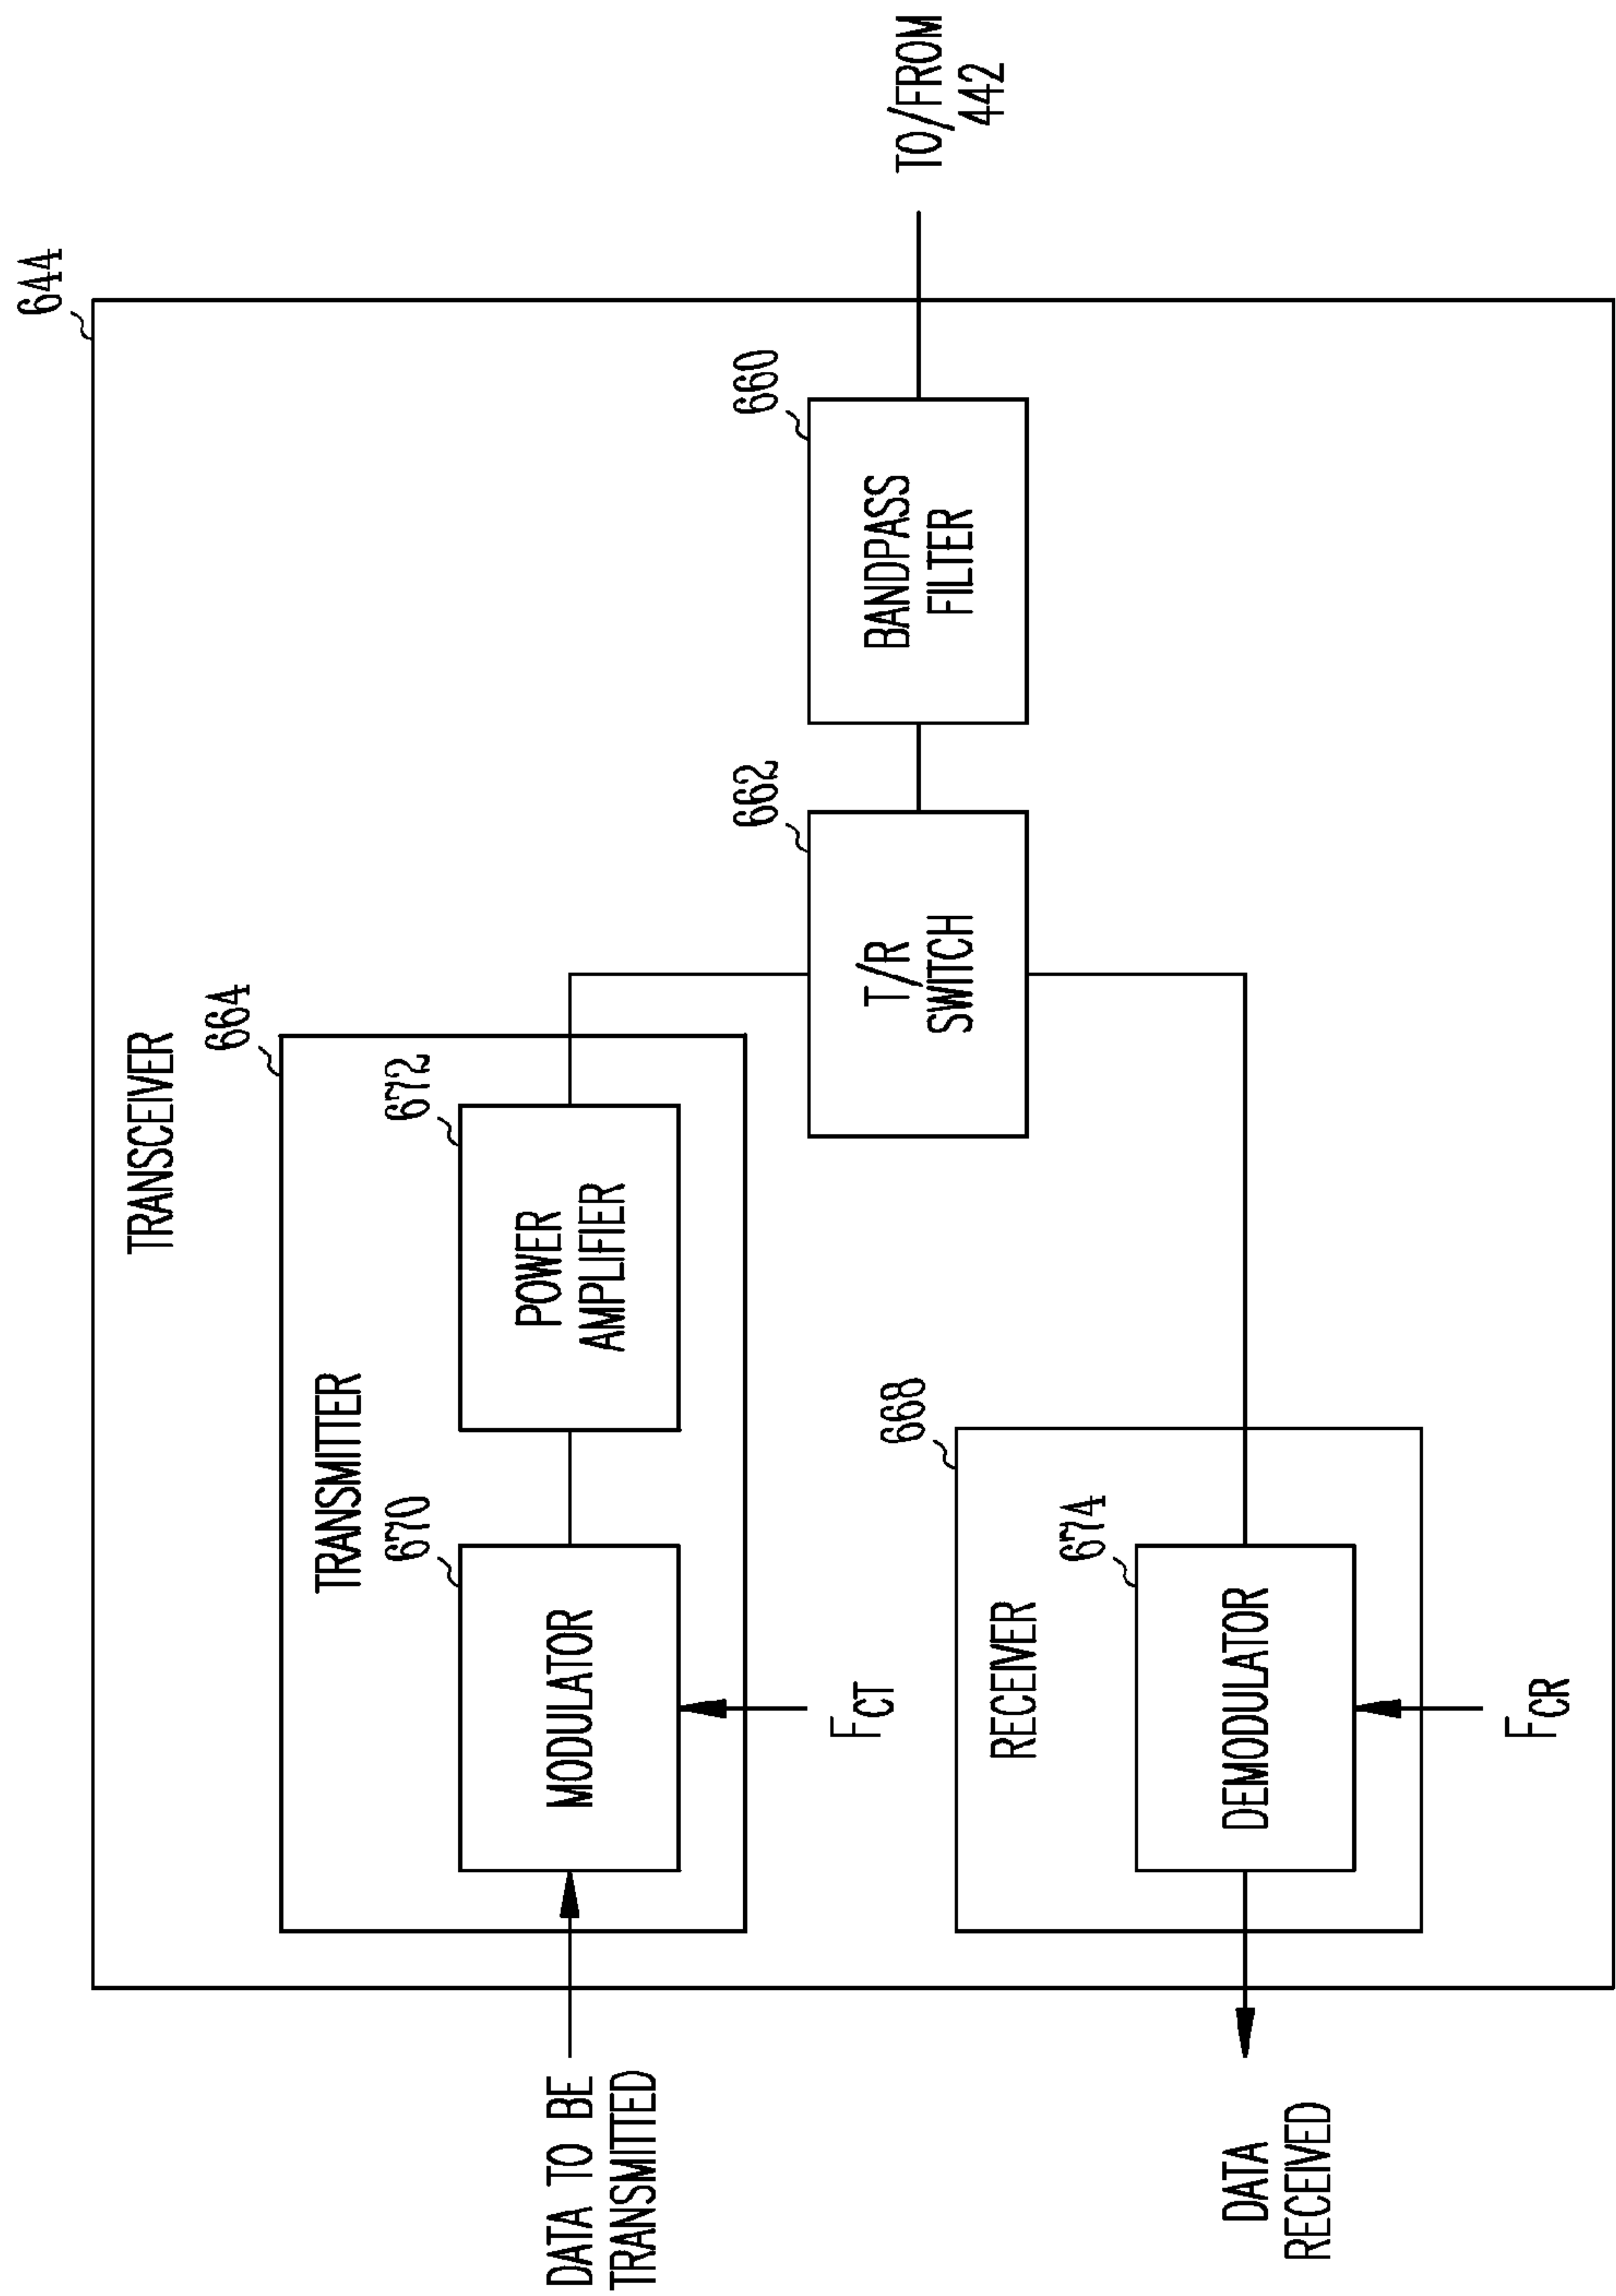 644
TRANSCEIVER
664
TRANSMITTER
670
672
MODULATOR
POWER
AMPLIFIER
DATA TO BE
TRANSMITTED
FCT
662
660
T/R
SWITCH
BANDPASS
FILTER
TO/FROM
442
668
RECEIVER
674
DEMODULATOR
DATA
RECEIVED
FCR